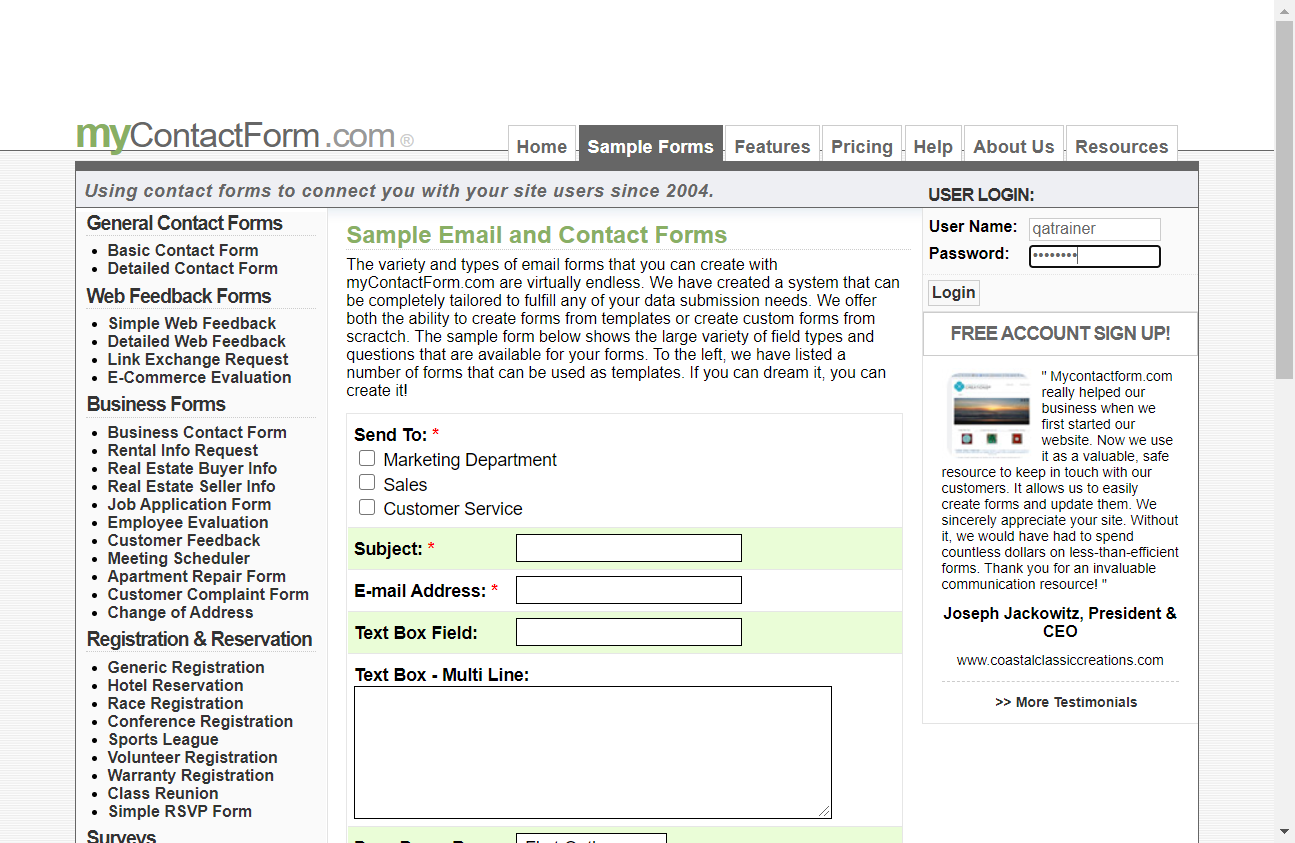 myContactForm.com®
Home
Sample Forms
Features
Pricing
Help
About Us
Resources
Using contact forms to connect you with your site users since 2004.
USER LOGIN:
General Contact Forms
Basic Contact Form
Detailed Contact Form
Web Feedback Forms
Simple Web Feedback
Detailed Web Feedback
Link Exchange Request
E-Commerce Evaluation
Business Forms
Business Contact Form
Rental Info Request
Real Estate Buyer Info
Real Estate Seller Info
Job Application Form
Employee Evaluation
Customer Feedback
Meeting Scheduler
Apartment Repair Form
Customer Complaint Form
Change of Address
Registration & Reservation
Generic Registration
Hotel Reservation
Race Registration
Conference Registration
Sports League
Volunteer Registration
Warranty Registration
Class Reunion
Simple RSVP Form
Surveys
Sample Email and Contact Forms
The variety and types of email forms that you can create with
myContactForm.com are virtually endless. We have created a system that can
be completely tailored to fulfill any of your data submission needs. We offer
both the ability to create forms from templates or create custom forms from
scractch. The sample form below shows the large variety of field types and
questions that are available for your forms. To the left, we have listed a
number of forms that can be used as templates. If you can dream it, you can
create it!
Send To: *
Marketing Department
Sales
Customer Service
Subject: *
E-mail Address: *
Text Box Field:
Text Box - Multi Line:
User Name: qatrainer
Password: ••••••••
Login
FREE ACCOUNT SIGN UP!
" Mycontactform.com
really helped our
business when we
first started our
website. Now we use
it as a valuable, safe
resource to keep in touch with our
customers. It allows us to easily
create forms and update them. We
sincerely appreciate your site. Without
it, we would have had to spend
countless dollars on less-than-efficient
forms. Thank you for an invaluable
communication resource! "
Joseph Jackowitz, President &
CEO
www.coastalclassiccreations.com
>> More Testimonials